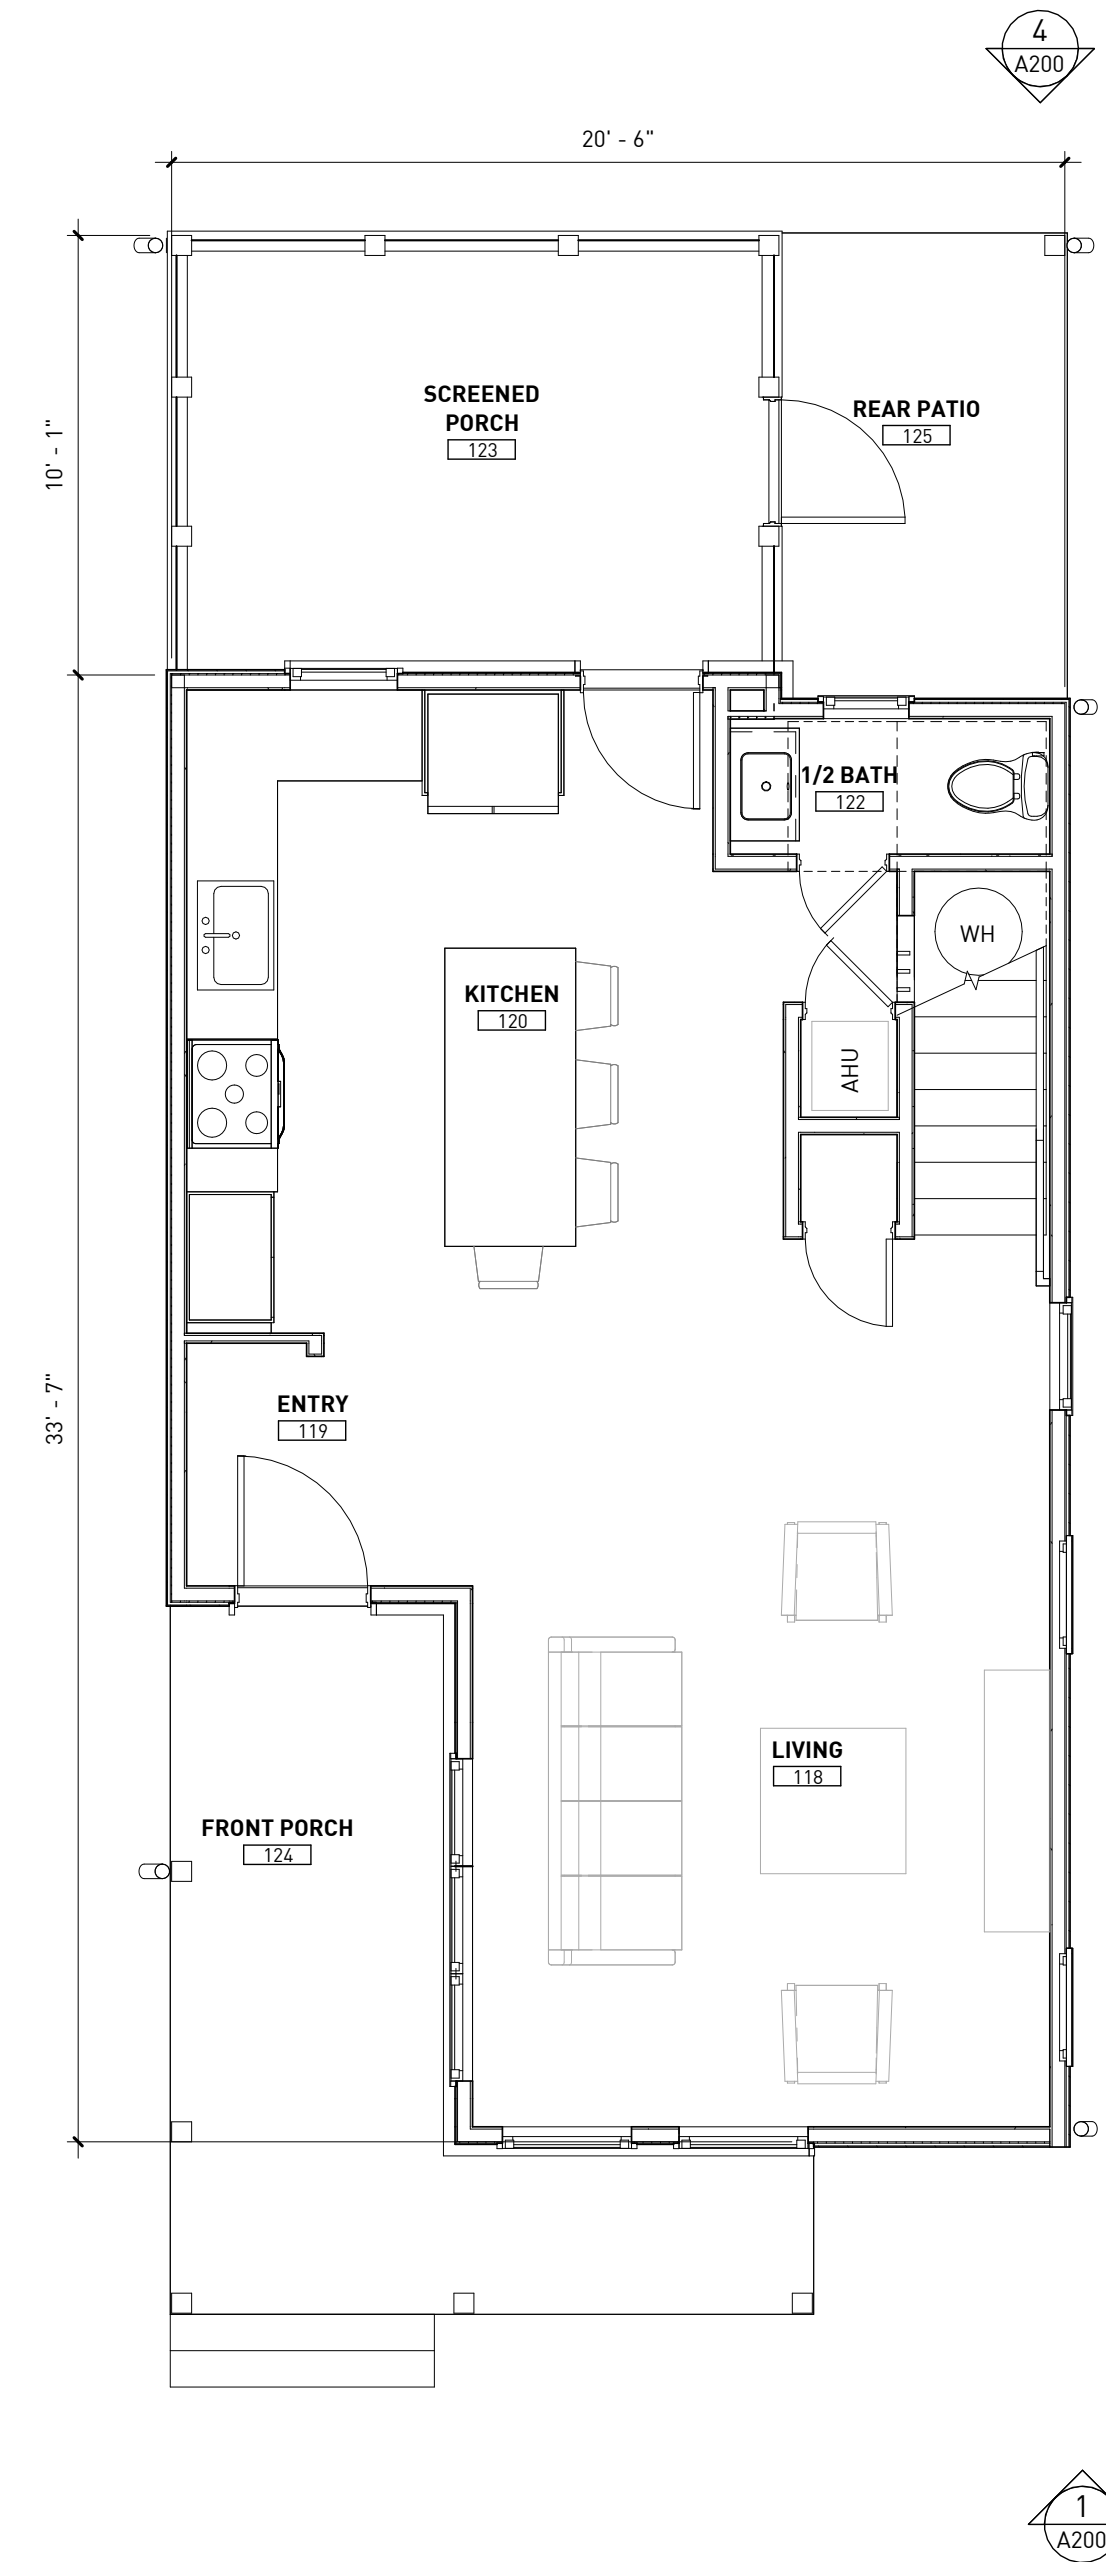 4
A200
20' - 6"
10' - 1"
SCREENED
PORCH
123
REAR PATIO
125
1/2 BATH
122
WH
KITCHEN
120
AHU
33' - 7"
ENTRY
119
LIVING
118
FRONT PORCH
124
1
A200